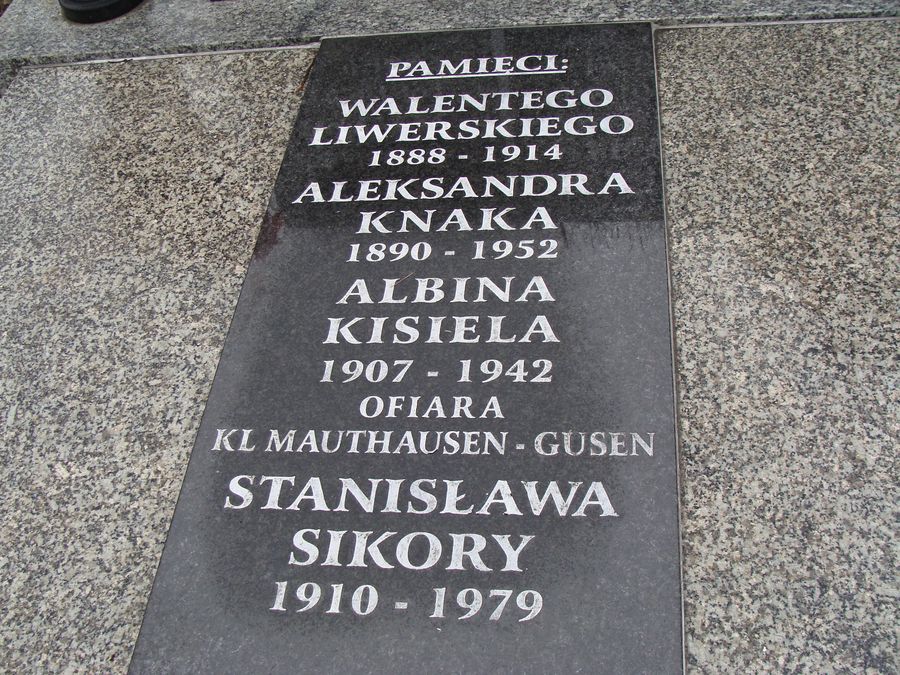 PAMIĘCI:
WALENTEGO
LIWERSKIEGO
1888 - 1914
ALEKSANDRA
KNAKA
1890 - 1952
ALBINA
KISIELA
1907 - 1942
OFIARA
KL MAUTHAUSEN - GUSEN
STANISŁAWA
SIKORY
1910 - 1979